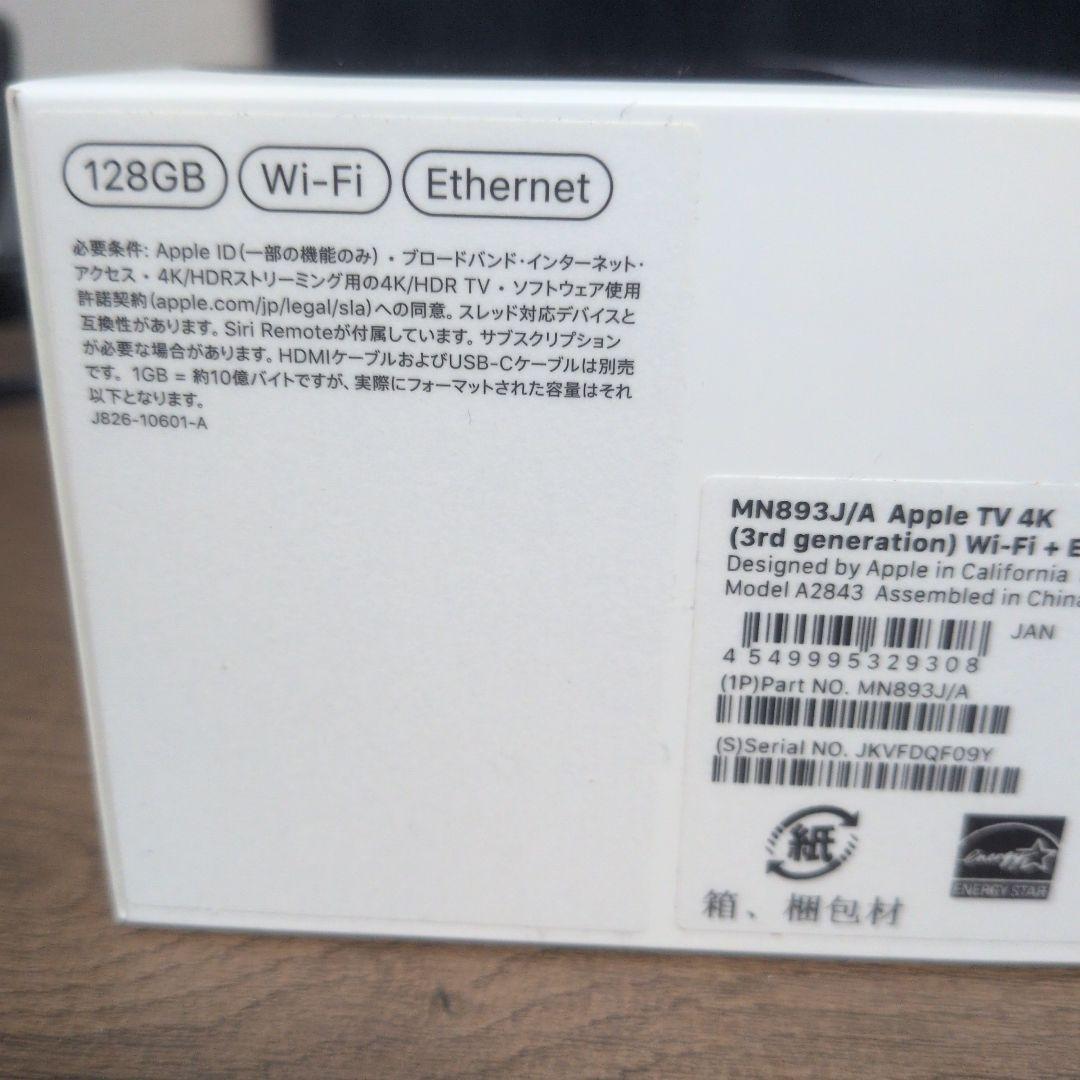 128GB Wi-Fi Ethernet
必要条件: Apple ID(一部の機能のみ)・ブロードバンド・インターネット・
アクセス・4K/HDRストリーミング用の4K/HDR TV・ソフトウェア使用
許諾契約(apple.com/jp/legal/sla)への同意。スレッド対応デバイスと
互換性があります。Siri Remoteが付属しています。サブスクリプション
が必要な場合があります。HDMIケーブルおよびUSB-Cケーブルは別売
です。1GB = 約10億バイトですが、実際にフォーマットされた容量はそれ
以下となります。
J826-10601-A
MN893J/A Apple TV 4K
(3rd generation) Wi-Fi + E
Designed by Apple in California
Model A2843 Assembled in China
JAN
4 549995329308
(1P)Part NO. MN893J/A
(S)Serial NO. JKVFDQF09Y
紙
energy
ENERGY STAR
箱、梱包材